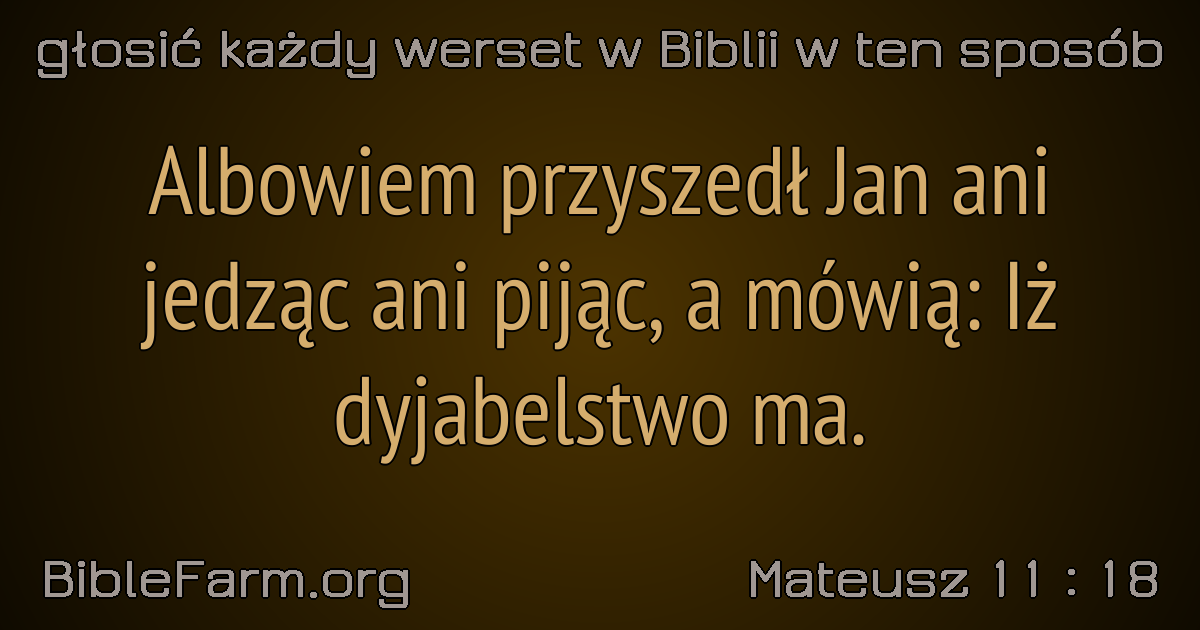 głosić każdy werset w Biblii w ten sposób
Albowiem przyszedł Jan ani
jedząc ani pijąc, a mówią: Iż
dyjabelstwo ma.
BibleFarm.org
Mateusz 11 : 18